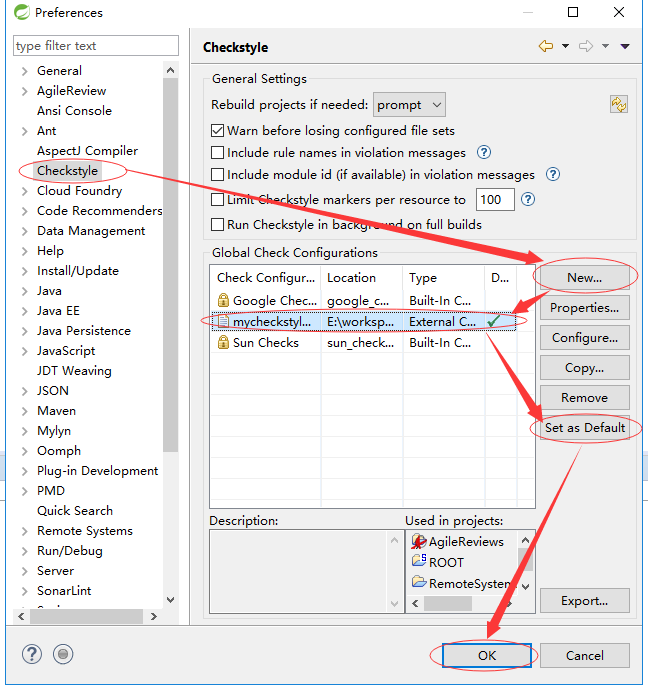 Preferences
type filter text
General
AgileReview
Ansi Console
Ant
AspectJ Compiler
Checkstyle
Cloud Foundry
Code Recommenders
Data Management
Help
Install/Update
Java
Java EE
Java Persistence
JavaScript
JDT Weaving
JSON
Maven
Mylyn
Oomph
Plug-in Development
PMD
Quick Search
Remote Systems
Run/Debug
Server
SonarLint
Checkstyle
General Settings
Rebuild projects if needed: prompt
Warn before losing configured file sets
Include rule names in violation messages
Include module id (if available) in violation messages
Limit Checkstyle markers per resource to 100
Run Checkstyle in background on full builds
Global Check Configurations
Check Configur... Location Type D...
Google Chec... google_c... Built-In C...
mycheckstyl... E:\worksp... External C...
Sun Checks sun_check... Built-In C...
New...
Properties...
Configure...
Copy...
Remove
Set as Default
Description:
Used in projects:
AgileReviews
ROOT
RemoteSystem
Export...
OK
Cancel